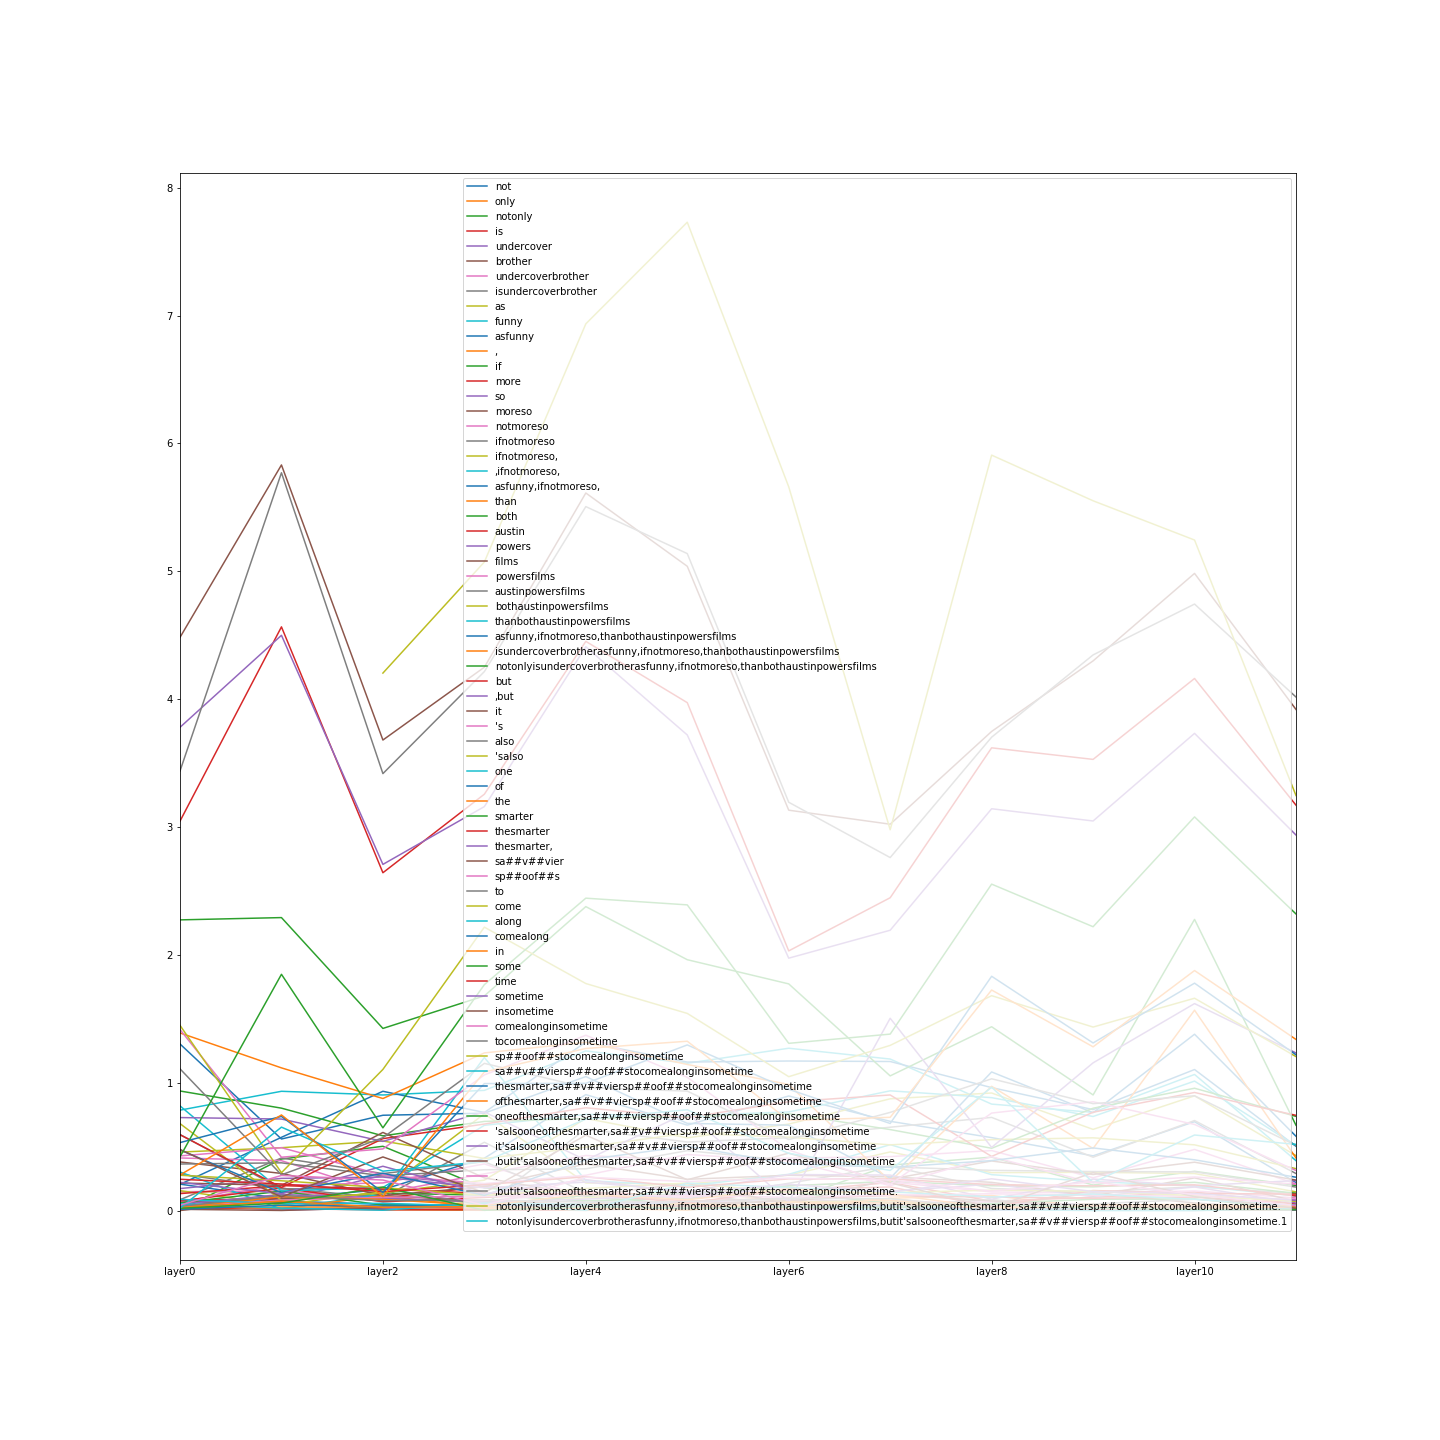 8
7
6
5
4
3
2
1
0
layer0
layer2
layer4
layer6
layer8
layer10
not
only
notonly
is
undercover
brother
undercoverbrother
isundercoverbrother
as
funny
asfunny
,
if
more
so
moreso
notmoreso
ifnotmoreso
ifnotmoreso,
,ifnotmoreso,
asfunny,ifnotmoreso,
than
both
austin
powers
films
powersfilms
austinpowersfilms
bothaustinpowersfilms
thanbothaustinpowersfilms
asfunny,ifnotmoreso,thanbothaustinpowersfilms
isundercoverbrotherasfunny,ifnotmoreso,thanbothaustinpowersfilms
notonlyisundercoverbrotherasfunny,ifnotmoreso,thanbothaustinpowersfilms
but
,but
it
's
also
'salso
one
of
the
smarter
thesmarter
thesmarter,
sa##v##vier
sp##oof##s
to
come
along
comealong
in
some
time
sometime
insometime
comealonginsometime
tocomealonginsometime
sp##oof##stocomealonginsometime
sa##v##viersp##oof##stocomealonginsometime
thesmarter,sa##v##viersp##oof##stocomealonginsometime
ofthesmarter,sa##v##viersp##oof##stocomealonginsometime
oneofthesmarter,sa##v##viersp##oof##stocomealonginsometime
'salsooneofthesmarter,sa##v##viersp##oof##stocomealonginsometime
it'salsooneofthesmarter,sa##v##viersp##oof##stocomealonginsometime
,butit'salsooneofthesmarter,sa##v##viersp##oof##stocomealonginsometime
.
,butit'salsooneofthesmarter,sa##v##viersp##oof##stocomealonginsometime.
notonlyisundercoverbrotherasfunny,ifnotmoreso,thanbothaustinpowersfilms,butit'salsooneofthesmarter,sa##v##viersp##oof##stocomealonginsometime.
notonlyisundercoverbrotherasfunny,ifnotmoreso,thanbothaustinpowersfilms,butit'salsooneofthesmarter,sa##v##viersp##oof##stocomealonginsometime.1